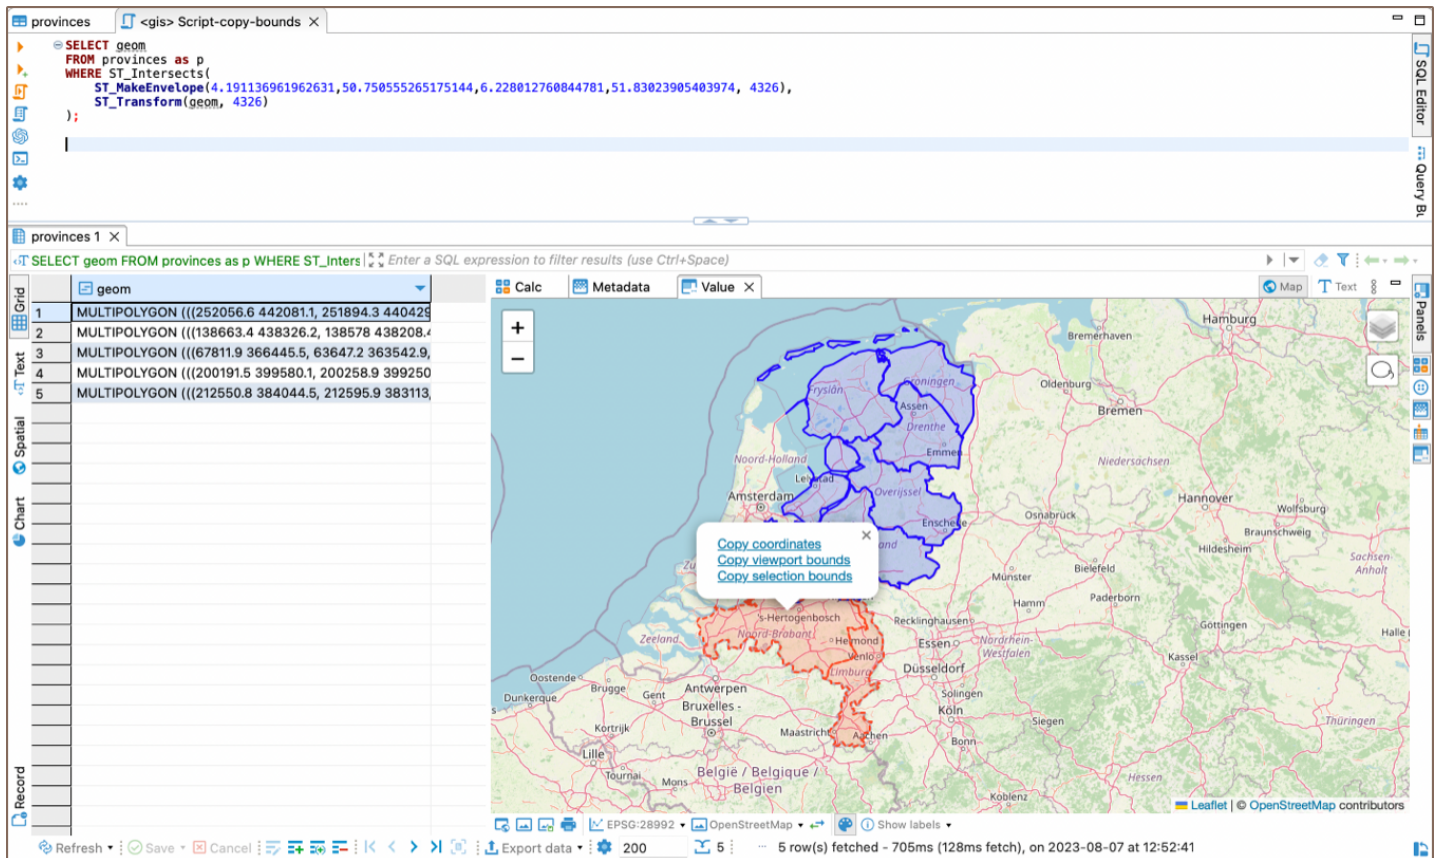 provinces
<gis> Script-copy-bounds
SELECT geom
FROM provinces as p
WHERE ST_Intersects(
ST_MakeEnvelope(4.191136961962631,50.750555265175144,6.228012760844781,51.83023905403974, 4326),
ST_Transform(geom, 4326)
);
SQL Editor
Query Bu
provinces 1
SELECT geom FROM provinces as p WHERE ST_Inters
Enter a SQL expression to filter results (use Ctrl+Space)
Grid
Text
Spatial
Chart
Record
geom
1 MULTIPOLYGON (((252056.6 442081.1, 251894.3 440429
2 MULTIPOLYGON (((138663.4 438326.2, 138578 438208.4
3 MULTIPOLYGON (((67811.9 366445.5, 63647.2 363542.9,
4 MULTIPOLYGON (((200191.5 399580.1, 200258.9 399250
5 MULTIPOLYGON (((212550.8 384044.5, 212595.9 383113,
Calc
Metadata
Value
Map
Text
Panels
+
−
Hamburg
Bremerhaven
Oldenburg
Bremen
Groningen
Fryslân
Assen
Drenthe
Emmen
Noord-Holland
Niedersachsen
Amsterdam
Overijssel
Hannover
Wolfsburg
Osnabrück
Braunschweig
Enschede
Hildesheim
Sachsen-
Anhalt
Copy coordinates
Copy viewport bounds
Copy selection bounds
Bielefeld
Münster
Paderborn
Hamm
's-Hertogenbosch
Recklinghausen
Göttingen
Zeeland
Noord-Brabant
Helmond
Essen
Nordrhein-
Westfalen
Halle
Venlo
Kassel
Limburg
Düsseldorf
Oostende
Brugge
Gent
Antwerpen
Dunkerque
Solingen
Bruxelles -
Brussel
Köln
Siegen
Thüringen
Kortrijk
Maastricht
Aachen
Bonn
Lille
Tournai
Mons
België / Belgique /
Belgien
Hessen
Koblenz
Leaflet | © OpenStreetMap contributors
EPSG:28992
OpenStreetMap
Show labels
Refresh
Save
Cancel
Export data
200
5
5 row(s) fetched - 705ms (128ms fetch), on 2023-08-07 at 12:52:41